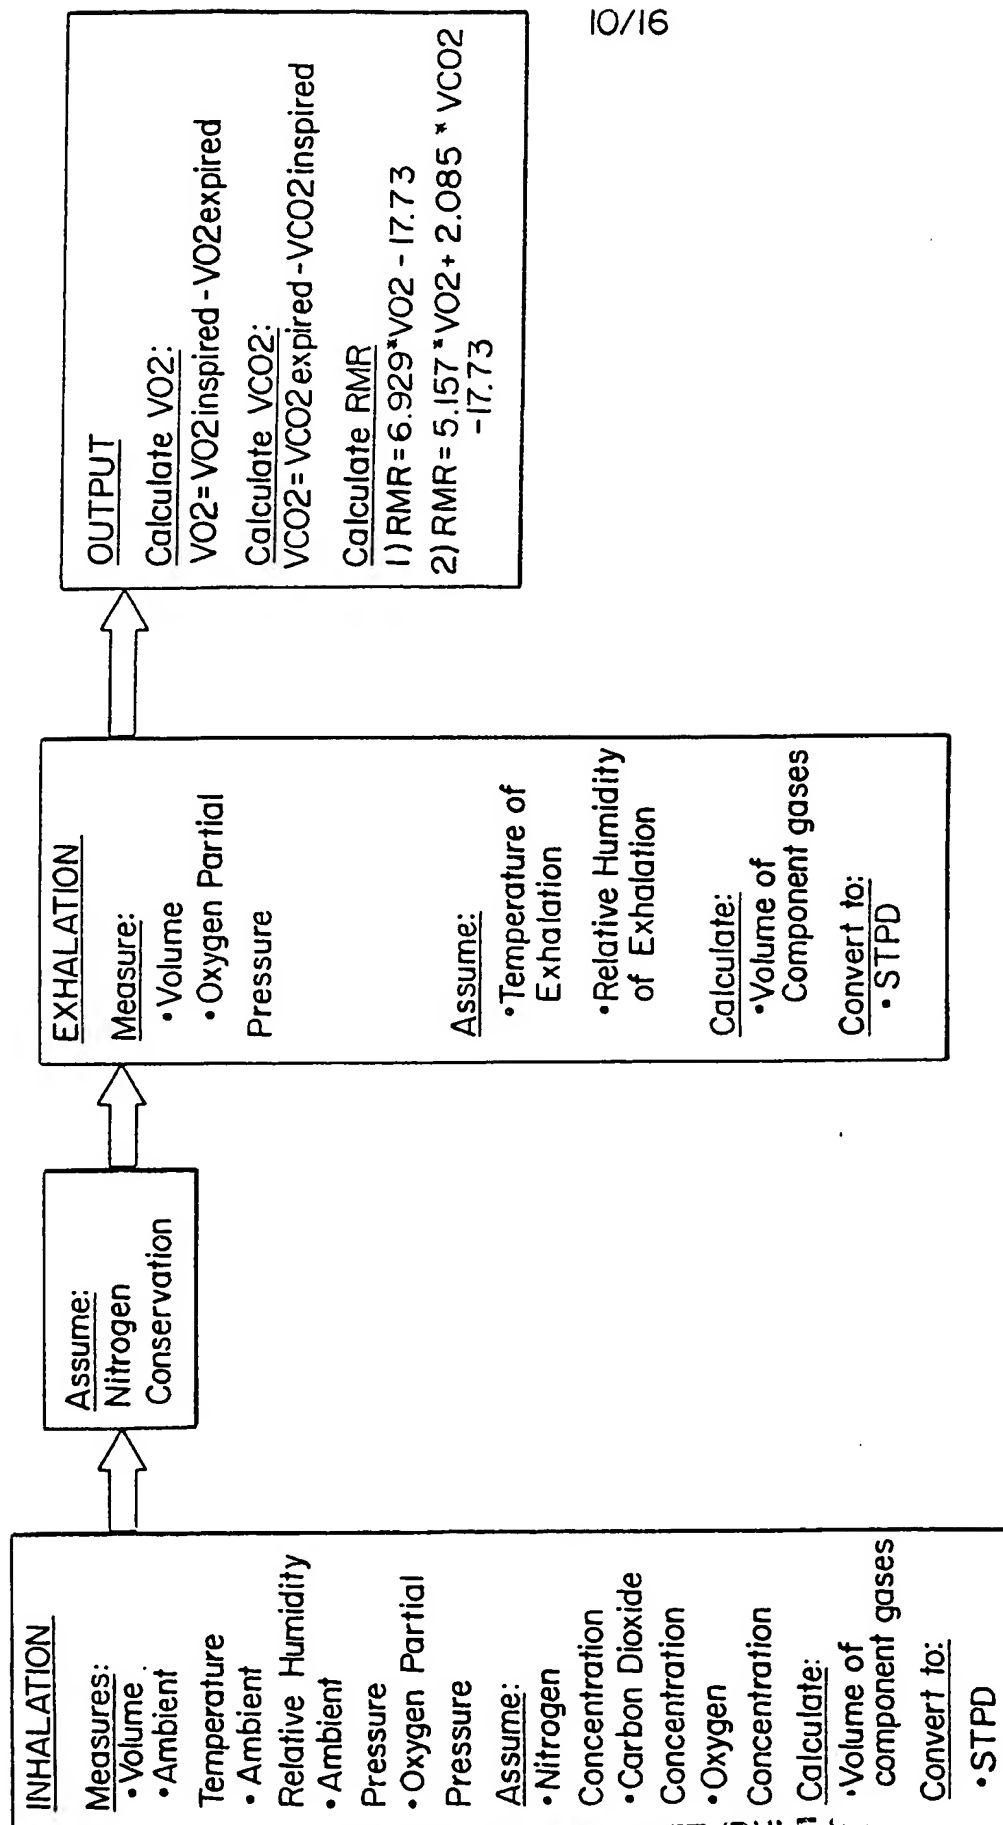 10/16
INHALATION
Measures:
• Volume
• Ambient
Temperature
• Ambient
Relative Humidity
• Ambient
Pressure
• Oxygen Partial
Pressure
Assume:
• Nitrogen
Concentration
• Carbon Dioxide
Concentration
• Oxygen
Concentration
Calculate:
• Volume of
component gases
Convert to:
• STPD
Assume:
Nitrogen
Conservation
EXHALATION
Measure:
• Volume
• Oxygen Partial
Pressure
Assume:
• Temperature of
Exhalation
• Relative Humidity
of Exhalation
Calculate:
• Volume of
Component gases
Convert to:
• STPD
OUTPUT
Calculate VO2:
VO2=VO2inspired-VO2expired
Calculate VCO2:
VCO2=VCO2expired-VCO2inspired
Calculate RMR
1) RMR=6.929*VO2-17.73
2) RMR=5.157*VO2+2.085*VCO2
-17.73